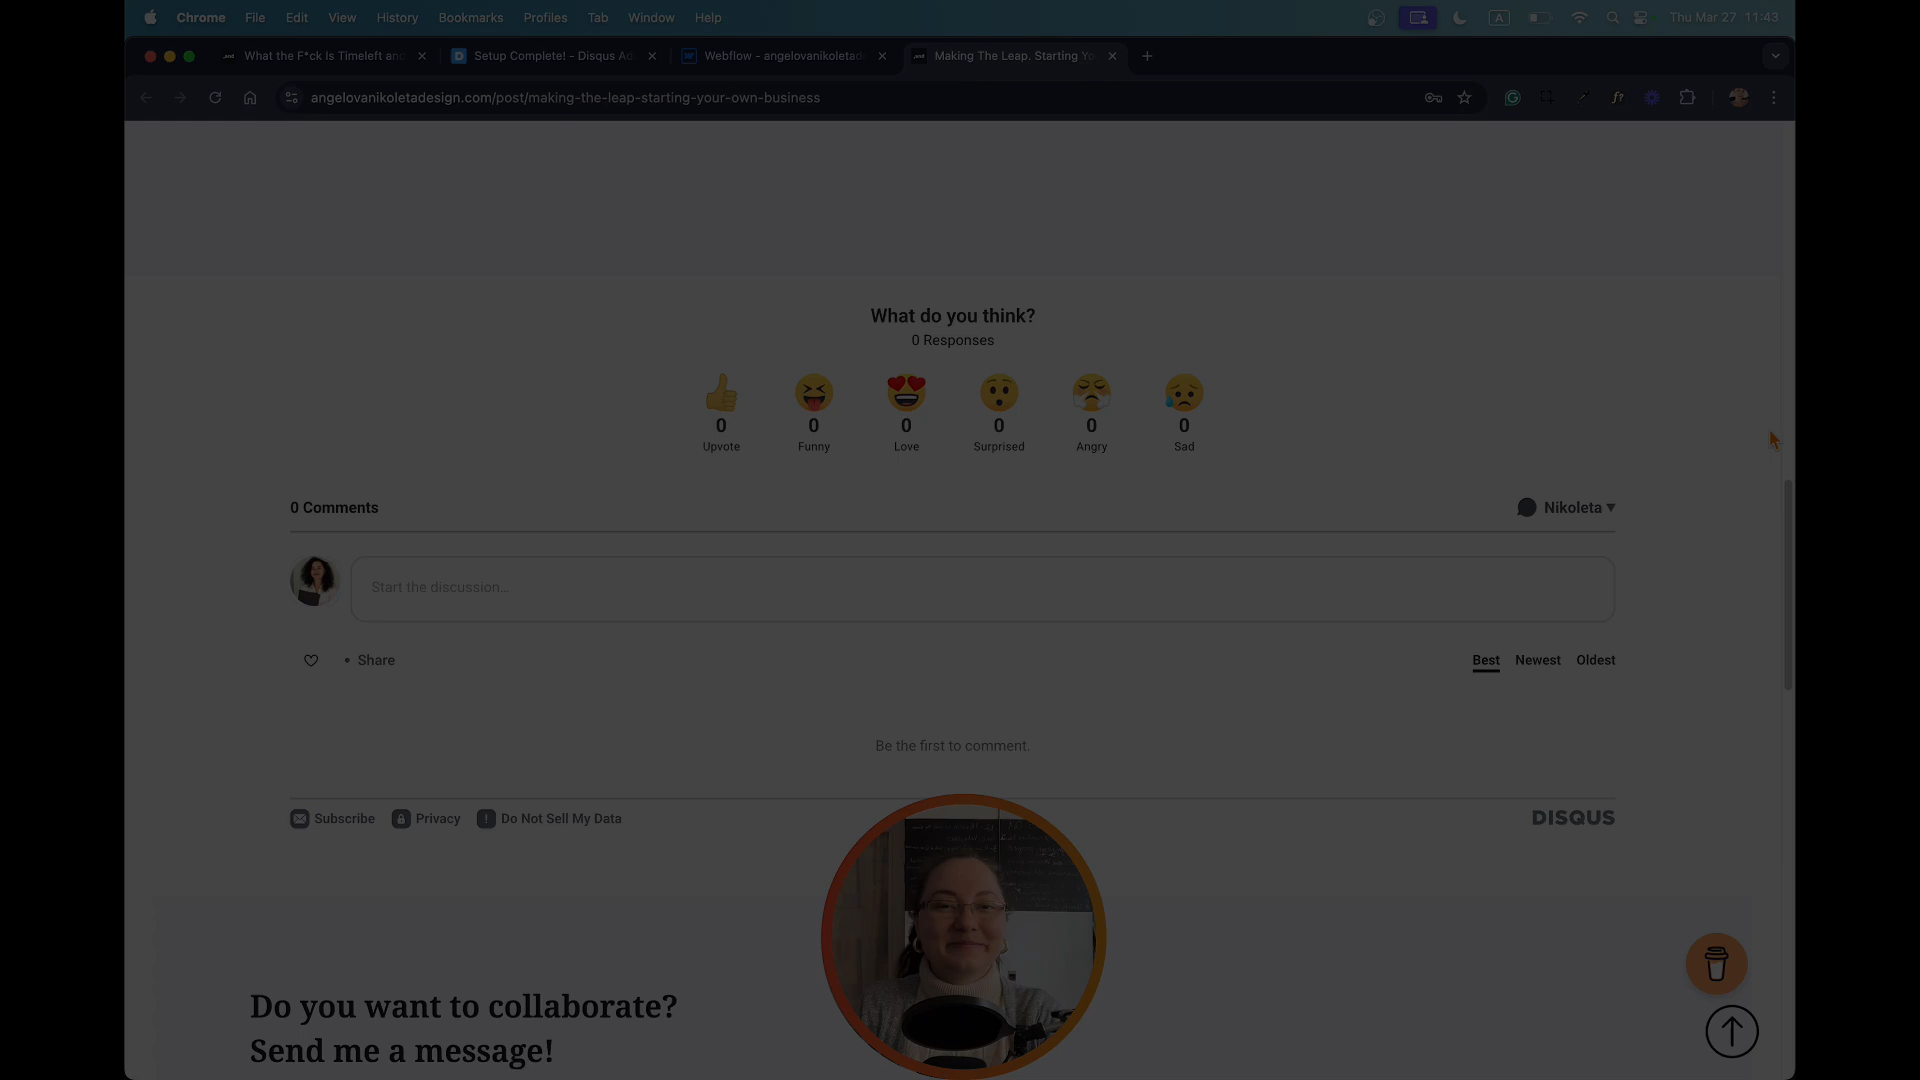 Chrome File Edit View History Bookmarks Profiles Tab Window Help
A
Thu Mar 27 11:43
What the F*ck Is Timeleft and
Setup Complete! - Disqus Ad
Webflow - angelovanikoletad
Making The Leap. Starting Yo
angelovanikoletadesign.com/post/making-the-leap-starting-your-own-business
f?
What do you think?
0 Responses
0 0 0 0 0 0
Upvote Funny Love Surprised Angry Sad
0 Comments
Nikoleta
Start the discussion...
Share
Best Newest Oldest
Be the first to comment.
Subscribe Privacy Do Not Sell My Data
DISQUS
Do you want to collaborate?
Send me a message!